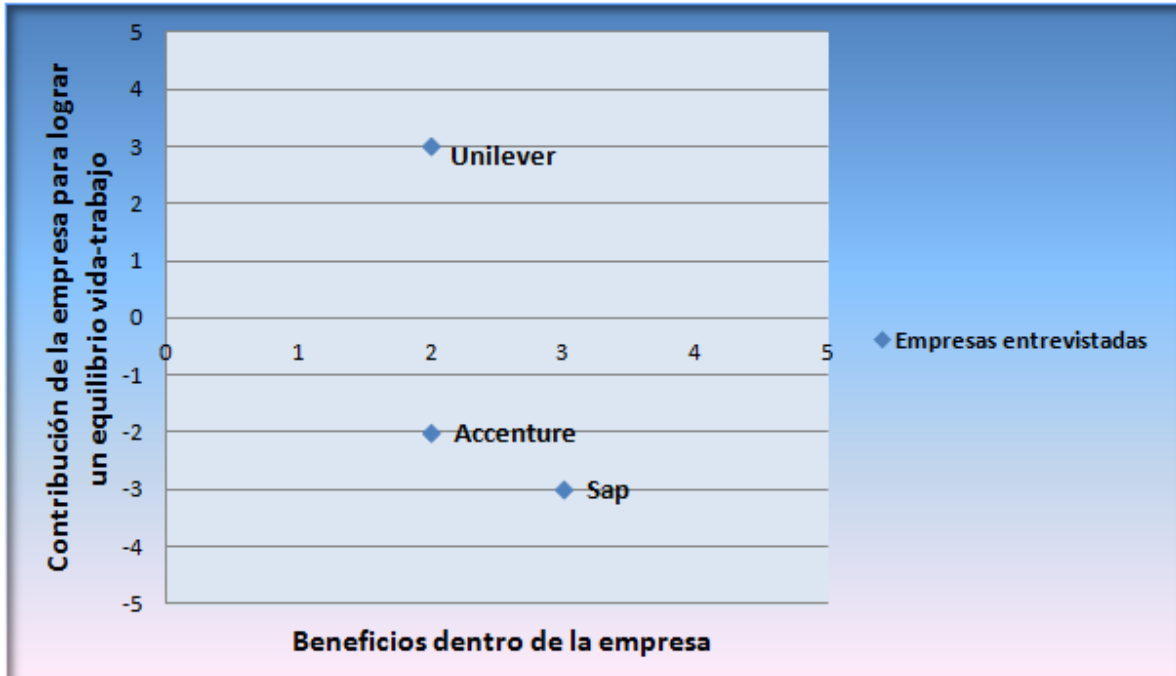 Contribución de la empresa para lograr
un equilibrio vida-trabajo
5
4
3
2
1
0
-1
-2
-3
-4
-5
0 1 2 3 4 5
Unilever
Accenture
Sap
Empresas entrevistadas
Beneficios dentro de la empresa